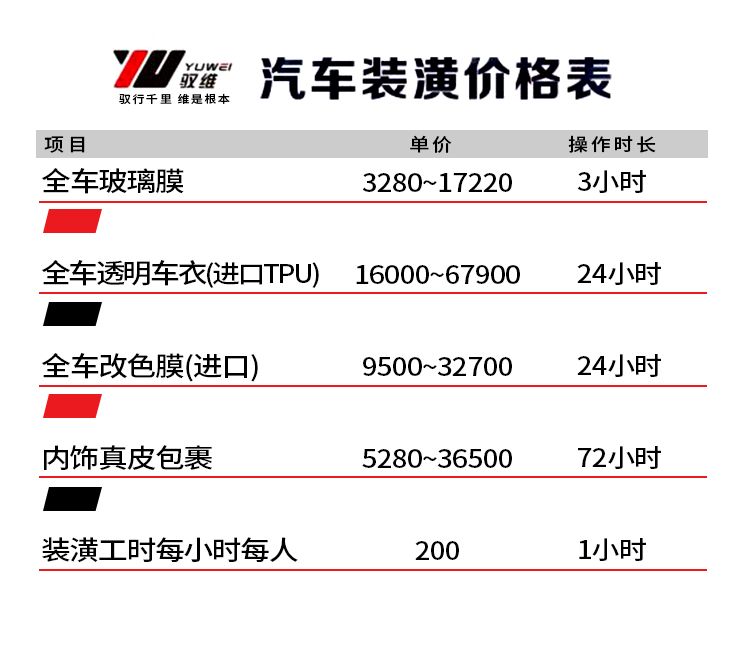 YUWEI
驭维
驭行千里 维是根本
汽车装潢价格表
项目 单价 操作时长
全车玻璃膜 3280~17220 3小时
全车透明车衣(进口TPU) 16000~67900 24小时
全车改色膜(进口) 9500~32700 24小时
内饰真皮包裹 5280~36500 72小时
装潢工时每小时每人 200 1小时